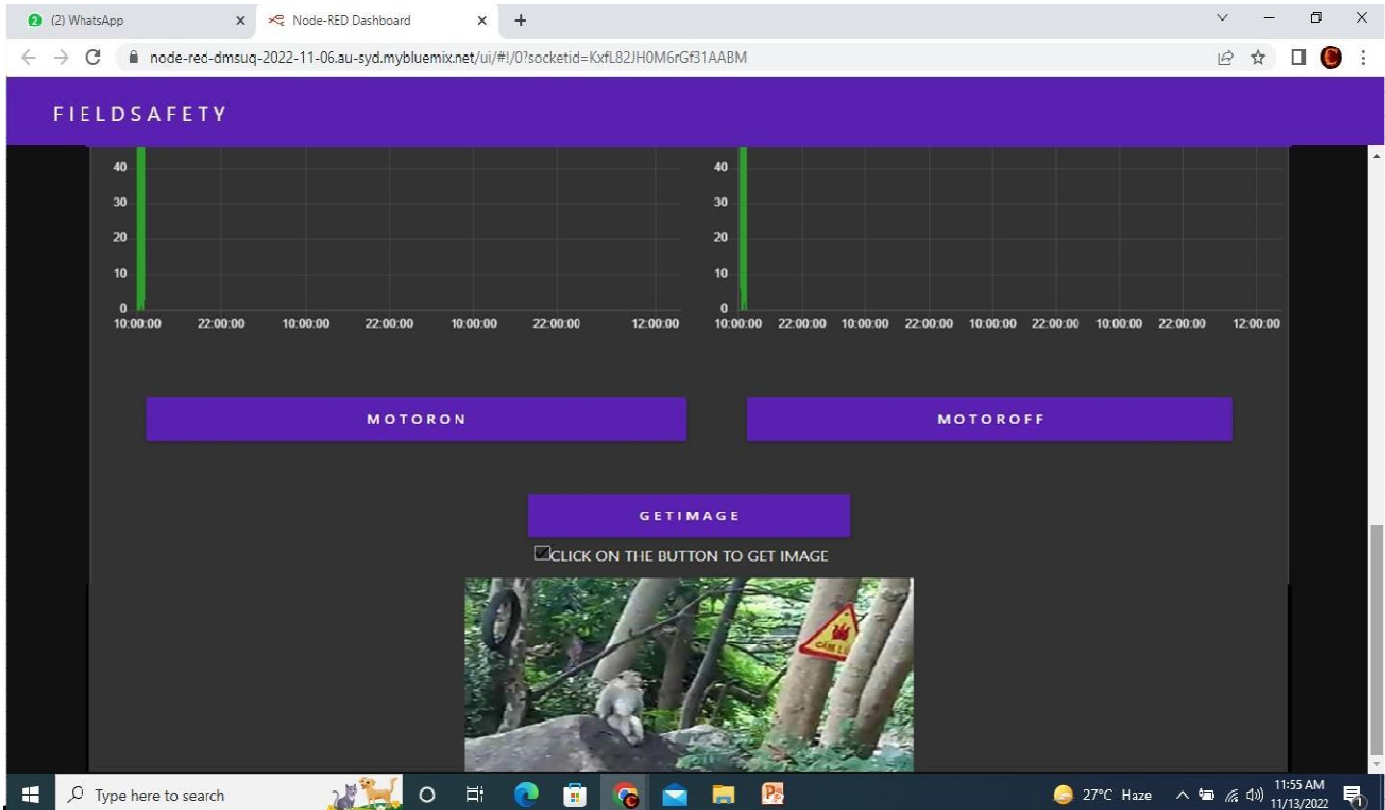 (2) WhatsApp
Node-RED Dashboard
node-red-dmsuq-2022-11-06.au-syd.mybluemix.net/ui/#!/0?socketid=KxfLB2JH0M6rGf31AABM
FIELDSAFETY
40
30
20
10
0
10:00:00 22:00:00 10:00:00 22:00:00 10:00:00 22:00:00 12:00:00
40
30
20
10
0
10:00:00 22:00:00 10:00:00 22:00:00 10:00:00 22:00:00 10:00:00 22:00:00 12:00:00
MOTORON
MOTOROFF
GETIMAGE
CLICK ON THE BUTTON TO GET IMAGE
CẤM LỬA
Type here to search
27°C Haze
11:55 AM
11/13/2022